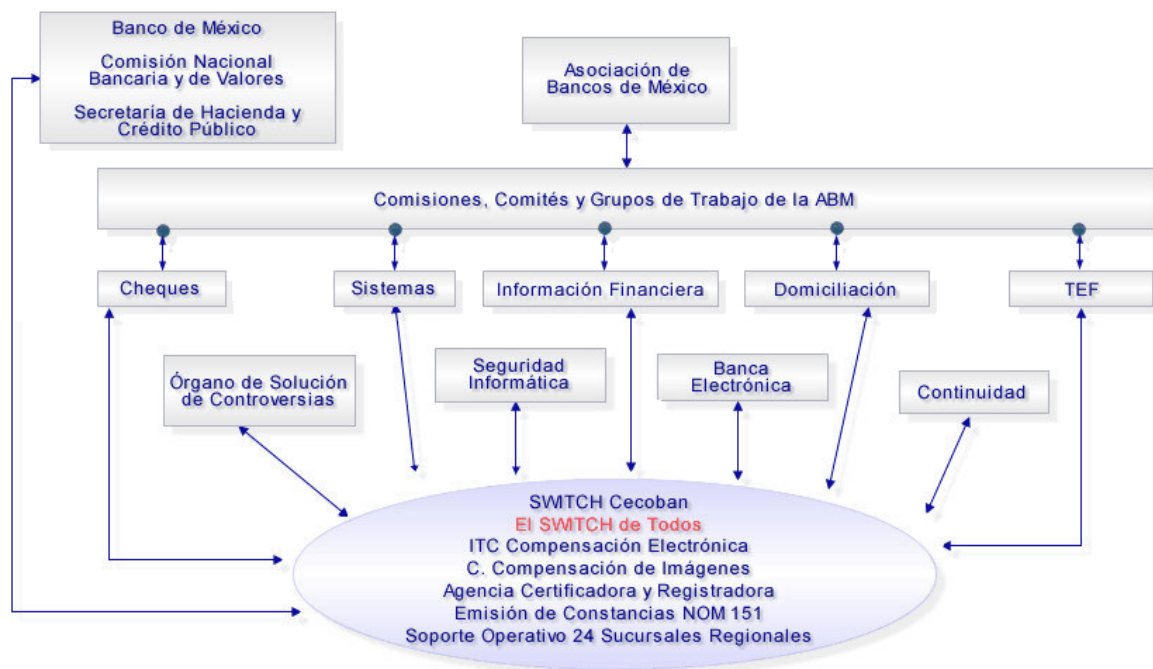 Banco de México
Comisión Nacional
Bancaria y de Valores
Secretaría de Hacienda y
Crédito Público
Asociación de
Bancos de México
Comisiones, Comités y Grupos de Trabajo de la ABM
Cheques
Sistemas
Información Financiera
Domiciliación
TEF
Órgano de Solución
de Controversias
Seguridad
Informática
Banca
Electrónica
Continuidad
SWITCH Cecoban
El SWITCH de Todos
ITC Compensación Electrónica
C. Compensación de Imágenes
Agencia Certificadora y Registradora
Emisión de Constancias NOM 151
Soporte Operativo 24 Sucursales Regionales